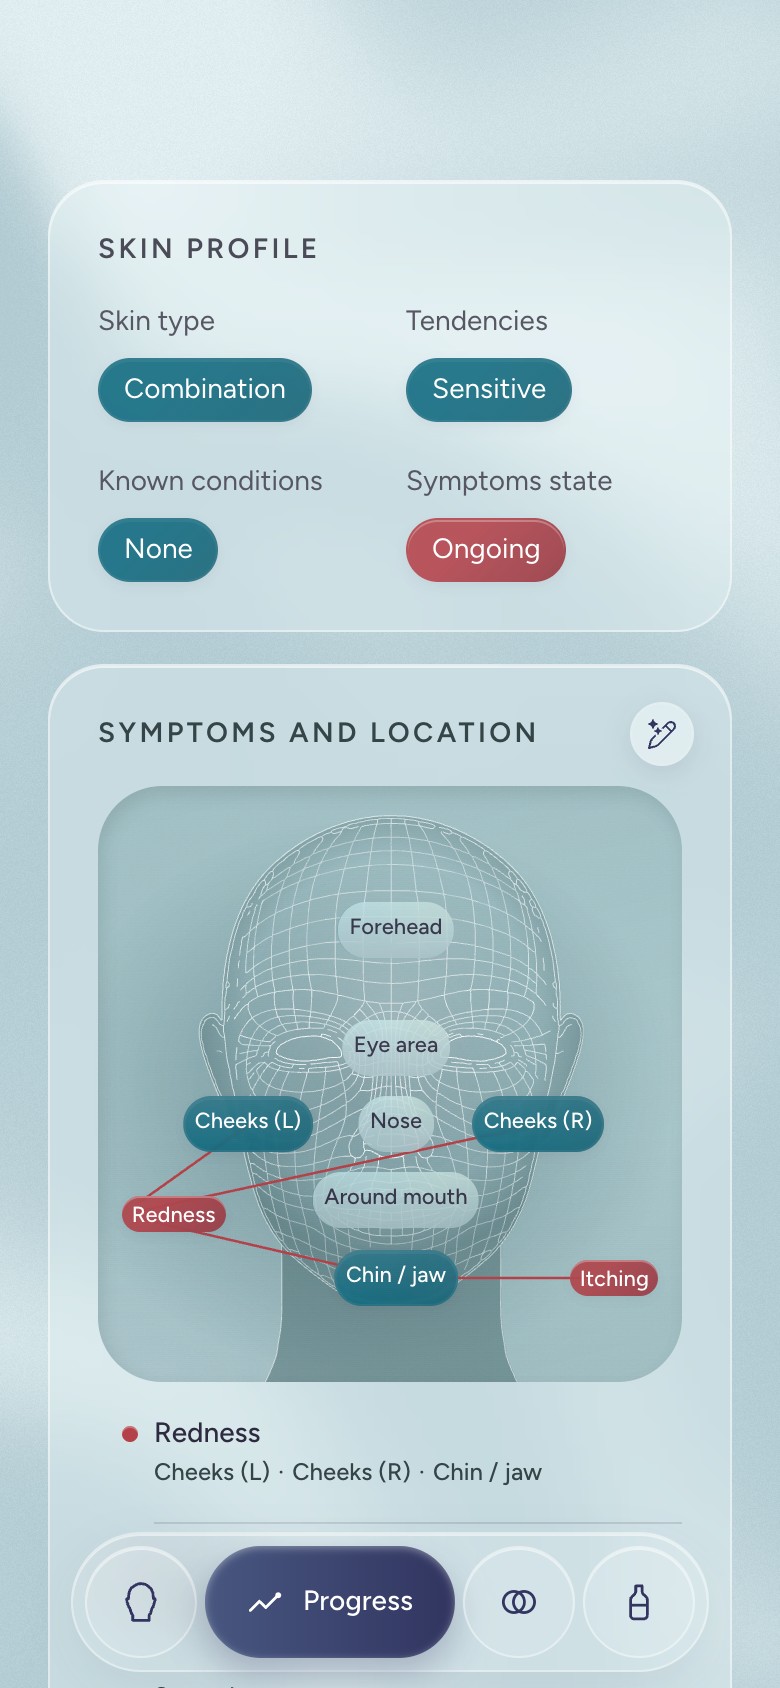 SKIN PROFILE
Skin type
Tendencies
Combination
Sensitive
Known conditions
Symptoms state
None
Ongoing
SYMPTOMS AND LOCATION
Forehead
Eye area
Cheeks (L)
Nose
Cheeks (R)
Around mouth
Redness
Chin / jaw
Itching
Redness
Cheeks (L) · Cheeks (R) · Chin / jaw
Progress